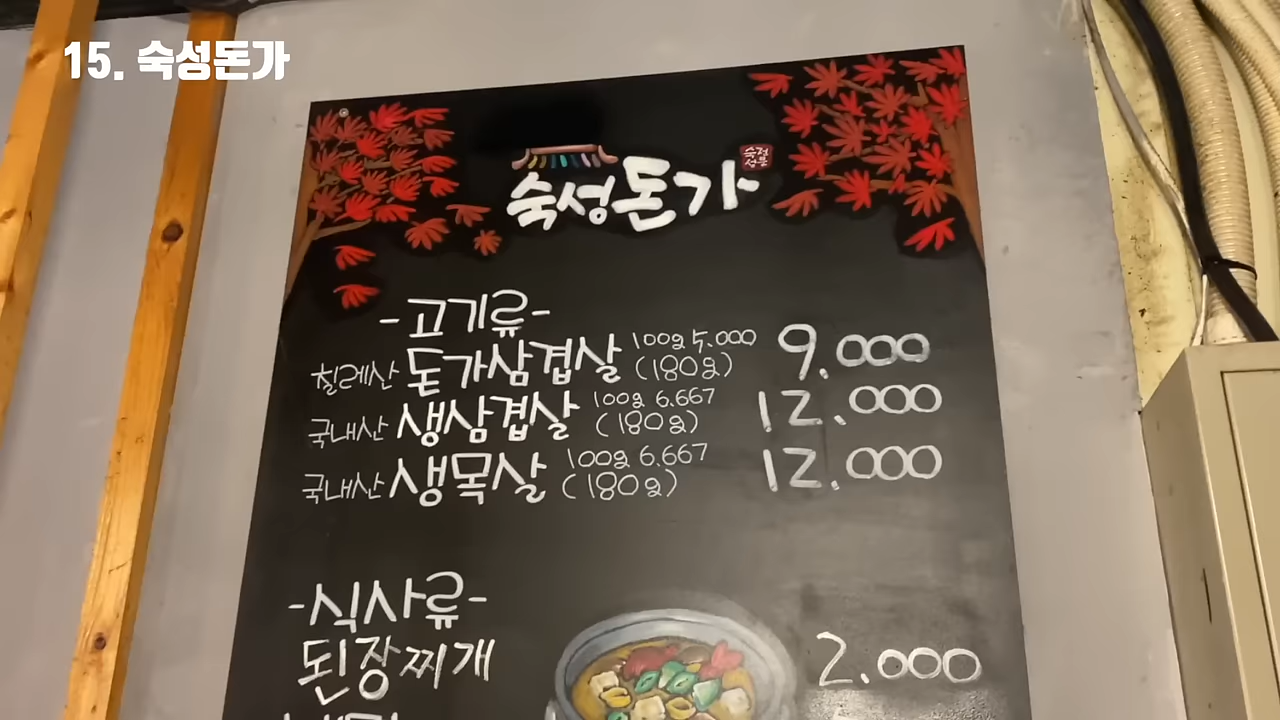 15. 숙성돈가
숙성돈가
-고기류-
칠레산 돈가삼겹살 100g 5.000 (180g) 9.000
국내산 생삼겹살 100g 6.667 (180g) 12.000
국내산 생목살 100g 6.667 (180g) 12.000
-식사류-
된장찌개 2.000